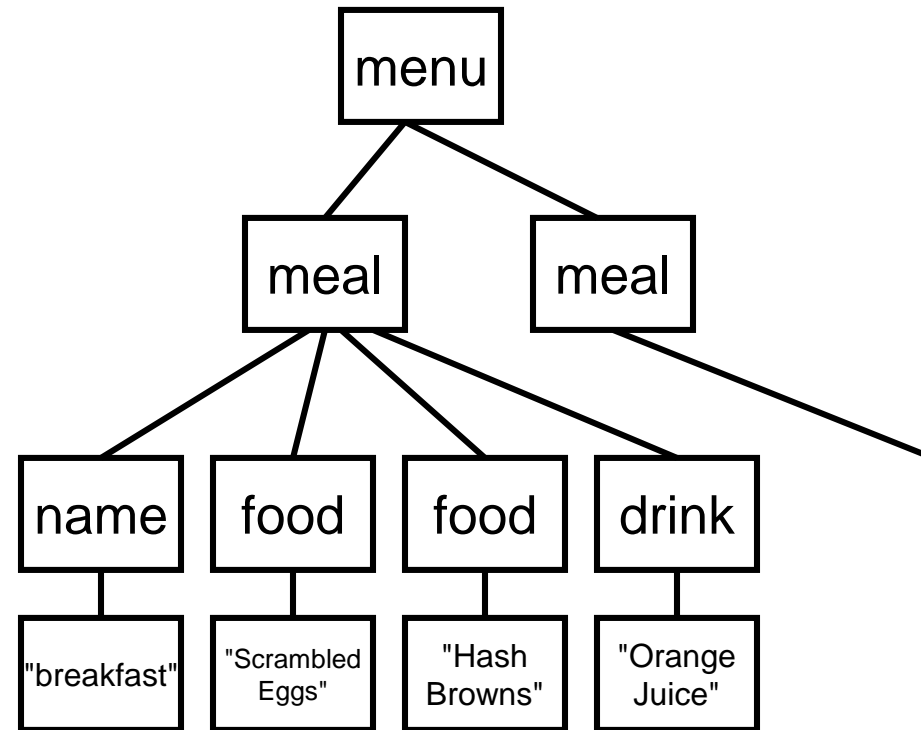 menu
meal
meal
name
food
food
drink
"breakfast"
"Scrambled
Eggs"
"Hash
Browns"
"Orange
Juice"